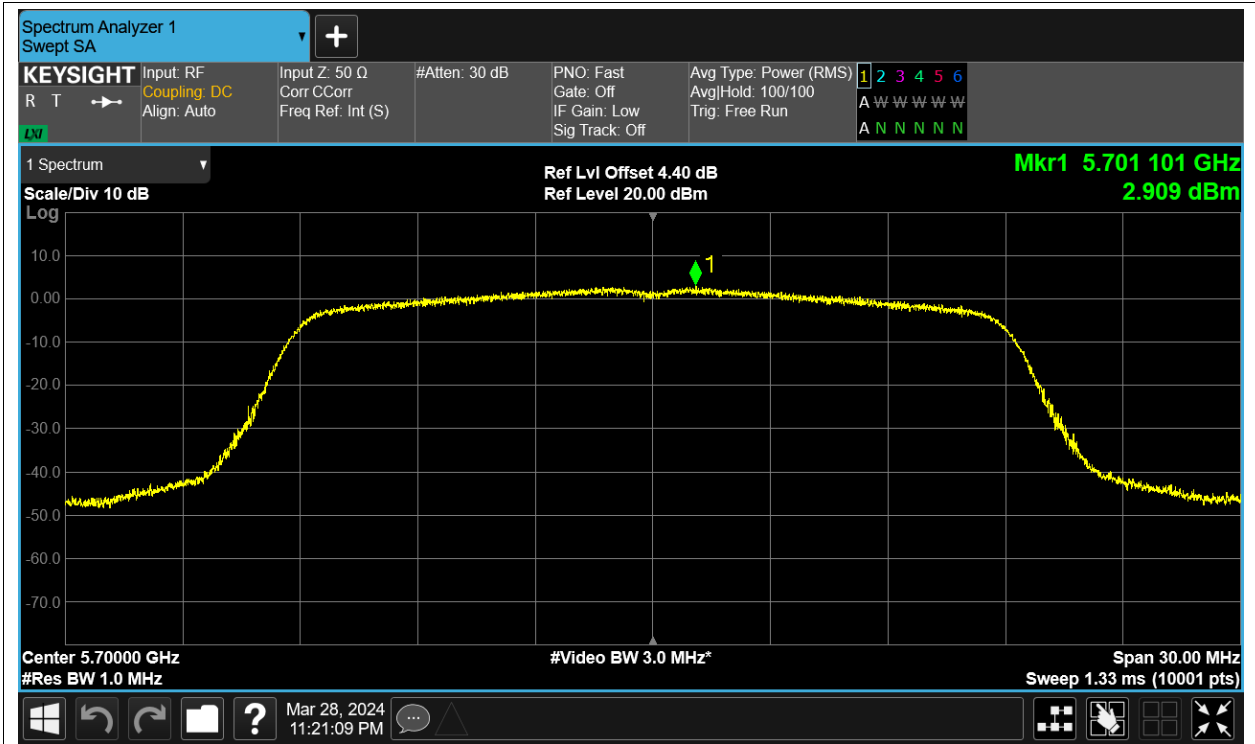 Spectrum Analyzer 1
Swept SA
KEYSIGHT
R T
LXI
Input: RF
Coupling: DC
Align: Auto
Input Z: 50 Ω
Corr CCorr
Freq Ref: Int (S)
#Atten: 30 dB
PNO: Fast
Gate: Off
IF Gain: Low
Sig Track: Off
Avg Type: Power (RMS)
Avg|Hold: 100/100
Trig: Free Run
1 2 3 4 5 6
A W W W W W
A N N N N N
1 Spectrum
Scale/Div 10 dB
Log
Ref Lvl Offset 4.40 dB
Ref Level 20.00 dBm
Mkr1 5.701 101 GHz
2.909 dBm
1
10.0
0.00
-10.0
-20.0
-30.0
-40.0
-50.0
-60.0
-70.0
Center 5.70000 GHz
#Res BW 1.0 MHz
#Video BW 3.0 MHz*
Span 30.00 MHz
Sweep 1.33 ms (10001 pts)
?
Mar 28, 2024
11:21:09 PM